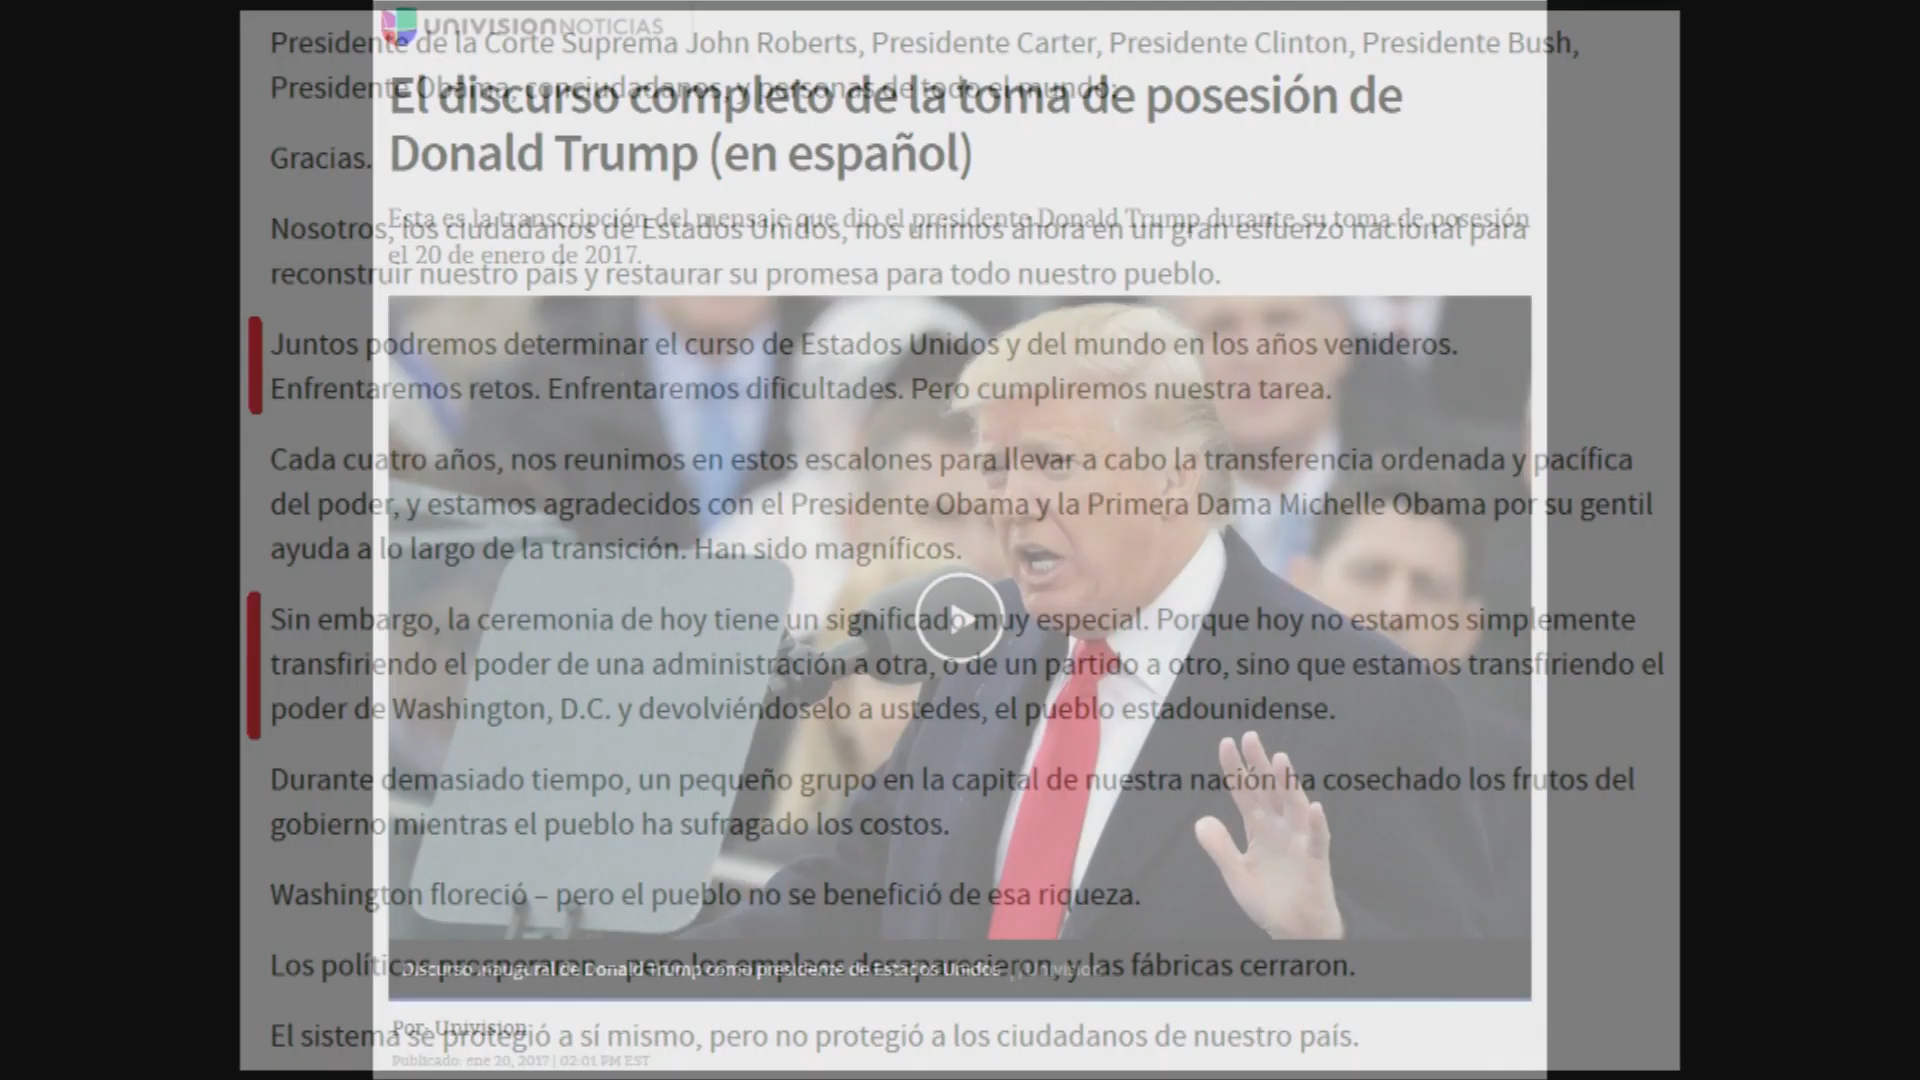 UNIVISION NOTICIAS
El discurso completo de la toma de posesión de
Donald Trump (en español)
Esta es la transcripción del mensaje que dio el presidente Donald Trump durante su toma de posesión
el 20 de enero de 2017.
Discurso inaugural de Donald Trump como presidente de Estados Unidos | Univision
Por: Univision
Publicado: ene 20, 2017 | 02:01 PM EST
Presidente de la Corte Suprema John Roberts, Presidente Carter, Presidente Clinton, Presidente Bush,
Presidente Obama, conciudadanos, y personas de todo el mundo:
Gracias.
Nosotros, los ciudadanos de Estados Unidos, nos unimos ahora en un gran esfuerzo nacional para
reconstruir nuestro país y restaurar su promesa para todo nuestro pueblo.
Juntos podremos determinar el curso de Estados Unidos y del mundo en los años venideros.
Enfrentaremos retos. Enfrentaremos dificultades. Pero cumpliremos nuestra tarea.
Cada cuatro años, nos reunimos en estos escalones para llevar a cabo la transferencia ordenada y pacífica
del poder, y estamos agradecidos con el Presidente Obama y la Primera Dama Michelle Obama por su gentil
ayuda a lo largo de la transición. Han sido magníficos.
Sin embargo, la ceremonia de hoy tiene un significado muy especial. Porque hoy no estamos simplemente
transfiriendo el poder de una administración a otra, o de un partido a otro, sino que estamos transfiriendo el
poder de Washington, D.C. y devolviéndoselo a ustedes, el pueblo estadounidense.
Durante demasiado tiempo, un pequeño grupo en la capital de nuestra nación ha cosechado los frutos del
gobierno mientras el pueblo ha sufragado los costos.
Washington floreció – pero el pueblo no se benefició de esa riqueza.
Los políticos prosperaron – pero los empleos desaparecieron, y las fábricas cerraron.
El sistema se protegió a sí mismo, pero no protegió a los ciudadanos de nuestro país.